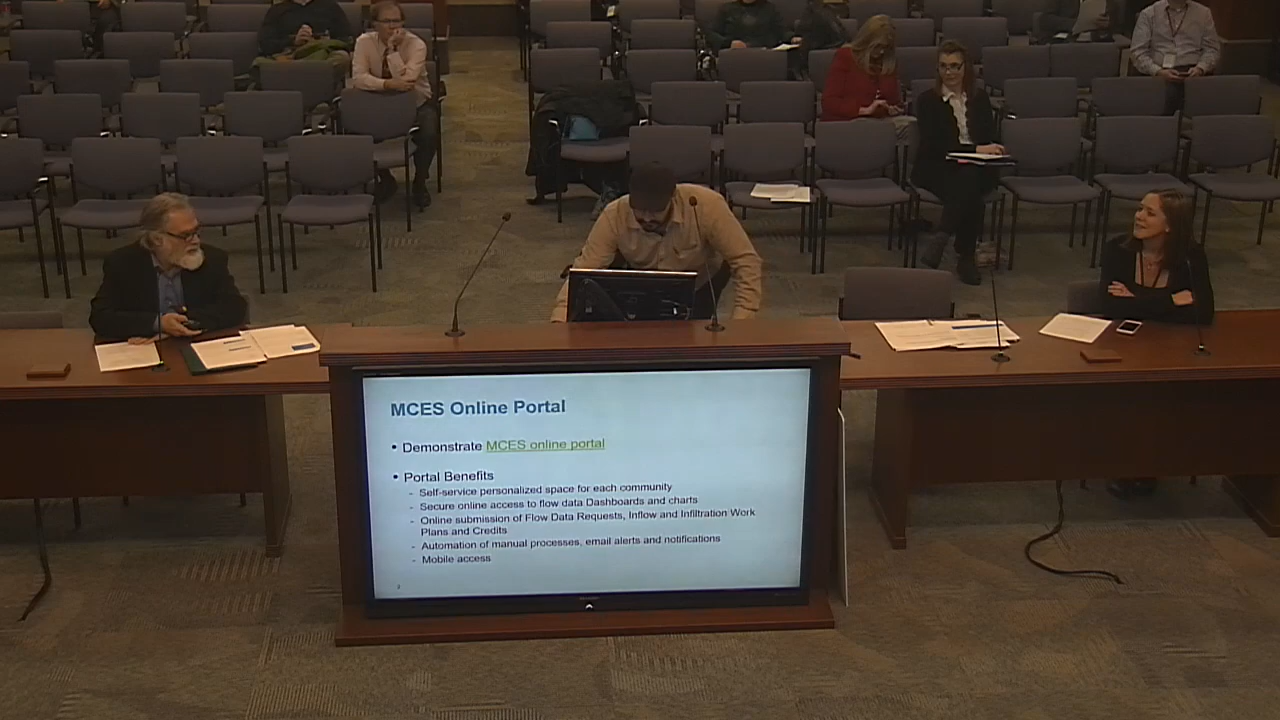 MCES Online Portal
• Demonstrate MCES online portal
• Portal Benefits
- Self-service personalized space for each community
- Secure online access to flow data Dashboards and charts
- Online submission of Flow Data Requests, Inflow and Infiltration Work
Plans and Credits
- Automation of manual processes, email alerts and notifications
- Mobile access